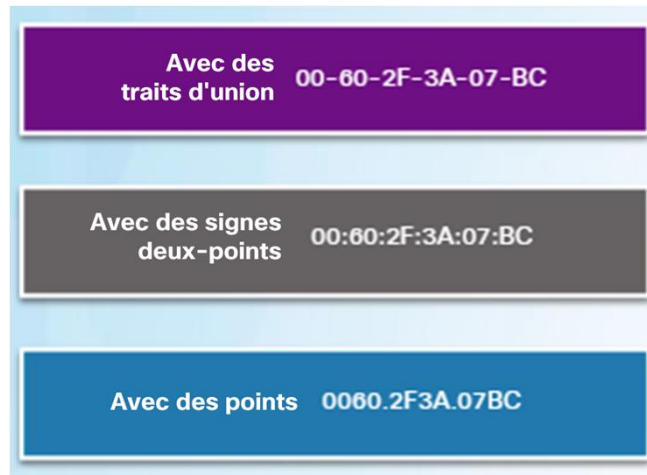 Avec des
traits d'union 00-60-2F-3A-07-BC
Avec des signes
deux-points 00:60:2F:3A:07:BC
Avec des points 0060.2F3A.07BC